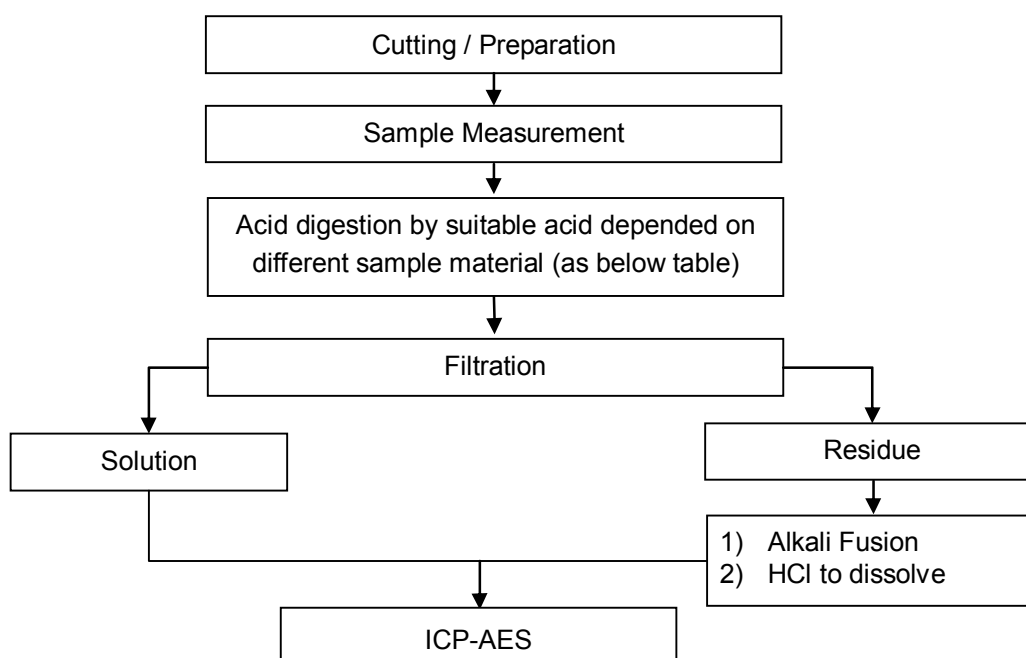 Cutting / Preparation
Sample Measurement
Acid digestion by suitable acid depended on
different sample material (as below table)
Filtration
Solution
Residue
1) Alkali Fusion
2) HCl to dissolve
ICP-AES